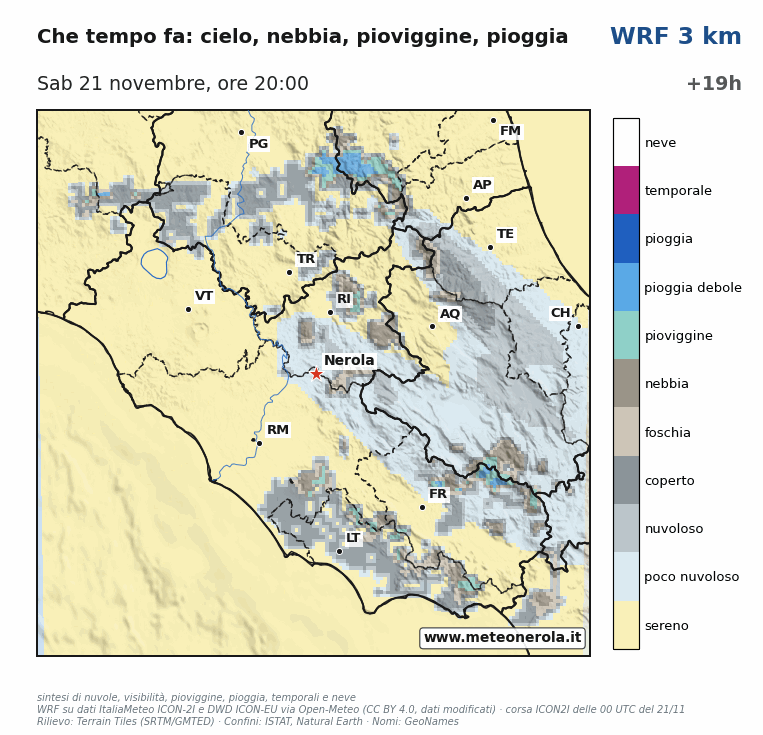 Che tempo fa: cielo, nebbia, pioviggine, pioggia
WRF 3 km
Sab 21 novembre, ore 20:00
+19h
PG
FM
AP
TE
TR
VT
RI
AQ
CH
Nerola
RM
FR
LT
www.meteonerola.it
neve
temporale
pioggia
pioggia debole
pioviggine
nebbia
foschia
coperto
nuvoloso
poco nuvoloso
sereno
sintesi di nuvole, visibilità, pioviggine, pioggia, temporali e neve
WRF su dati ItaliaMeteo ICON-2I e DWD ICON-EU via Open-Meteo (CC BY 4.0, dati modificati) · corsa ICON2I delle 00 UTC del 21/11
Rilievo: Terrain Tiles (SRTM/GMTED) · Confini: ISTAT, Natural Earth · Nomi: GeoNames